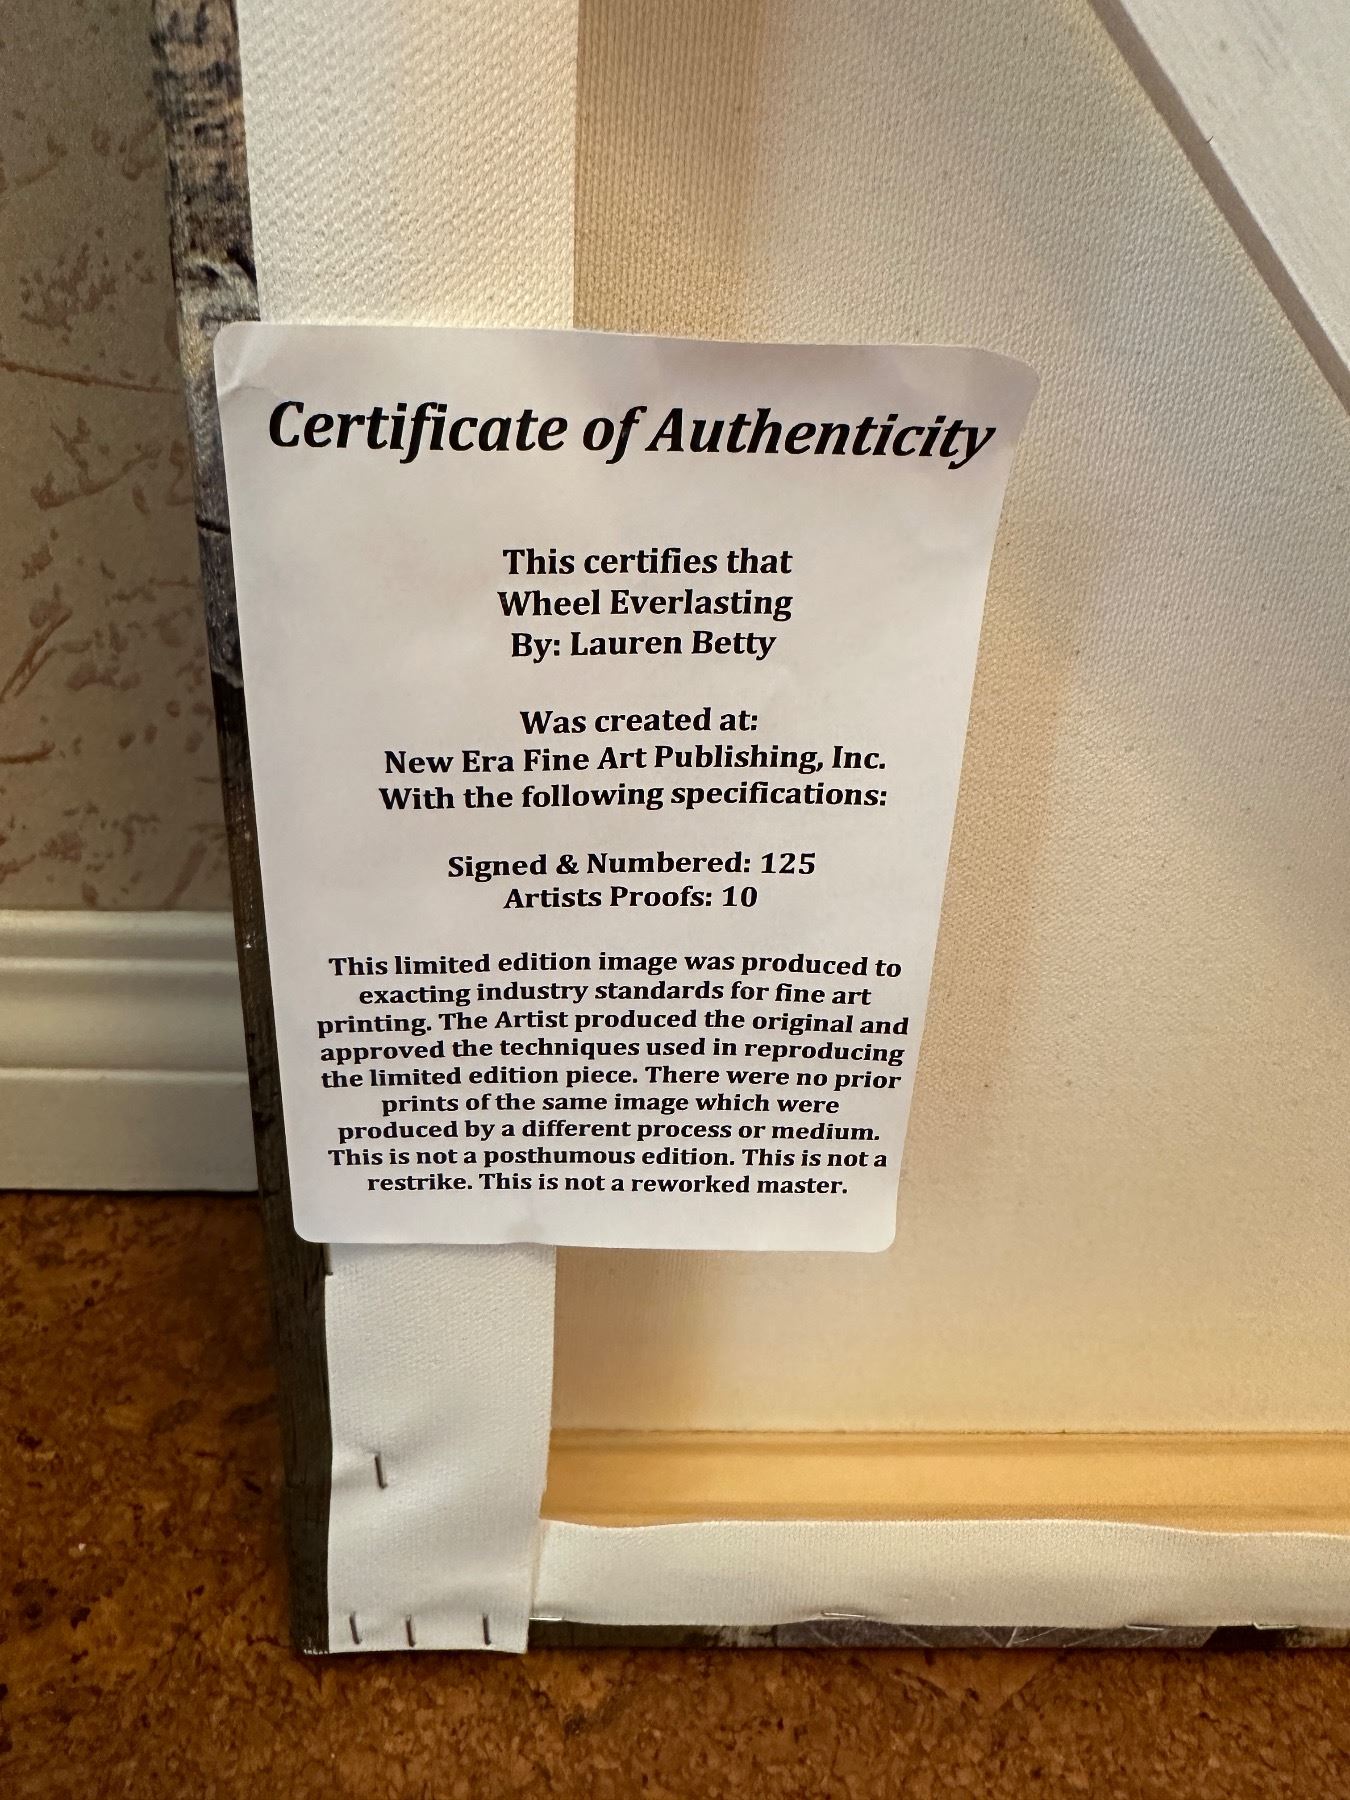 Certificate of Authenticity
This certifies that
Wheel Everlasting
By: Lauren Betty
Was created at:
New Era Fine Art Publishing, Inc.
With the following specifications:
Signed & Numbered: 125
Artists Proofs: 10
This limited edition image was produced to
exacting industry standards for fine art
printing. The Artist produced the original and
approved the techniques used in reproducing
the limited edition piece. There were no prior
prints of the same image which were
produced by a different process or medium.
This is not a posthumous edition. This is not a
restrike. This is not a reworked master.